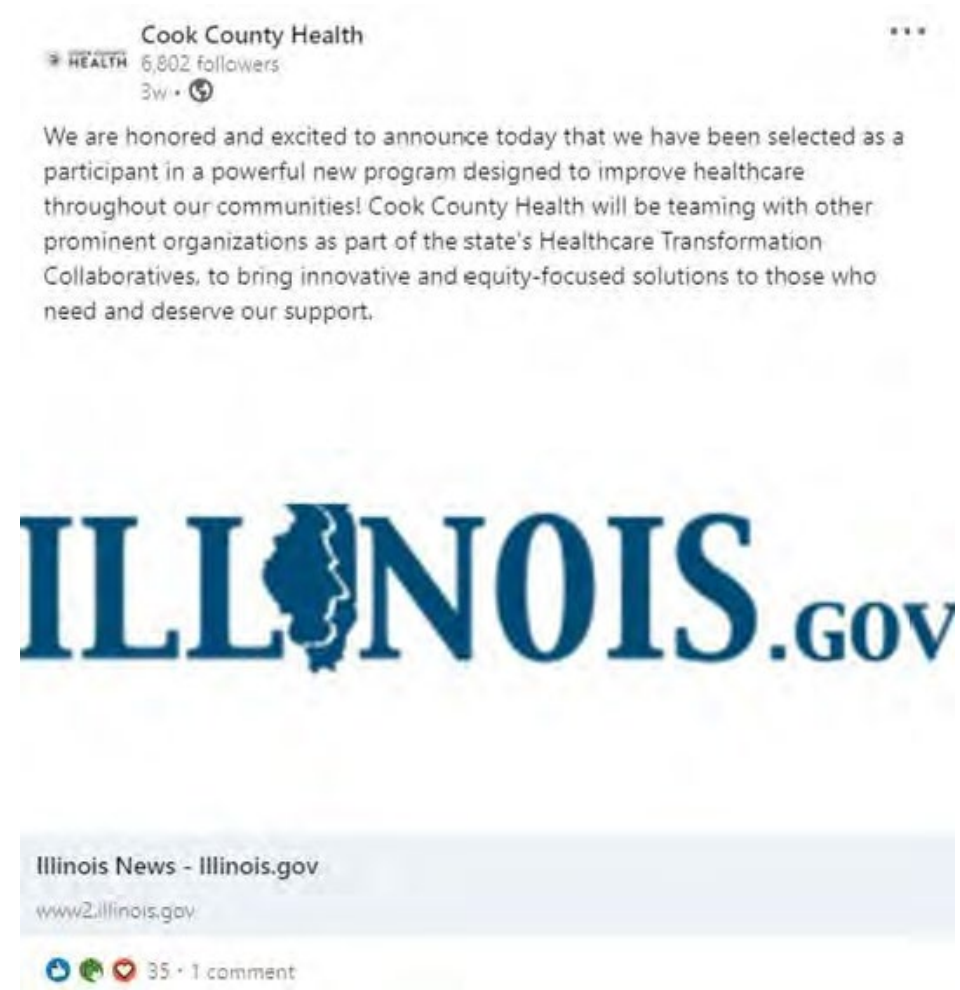 Cook County Health
HEALTH 6,802 followers
3w •
We are honored and excited to announce today that we have been selected as a
participant in a powerful new program designed to improve healthcare
throughout our communities! Cook County Health will be teaming with other
prominent organizations as part of the state's Healthcare Transformation
Collaboratives, to bring innovative and equity-focused solutions to those who
need and deserve our support.
ILLINOIS.GOV
Illinois News - Illinois.gov
www2.illinois.gov
35 · 1 comment